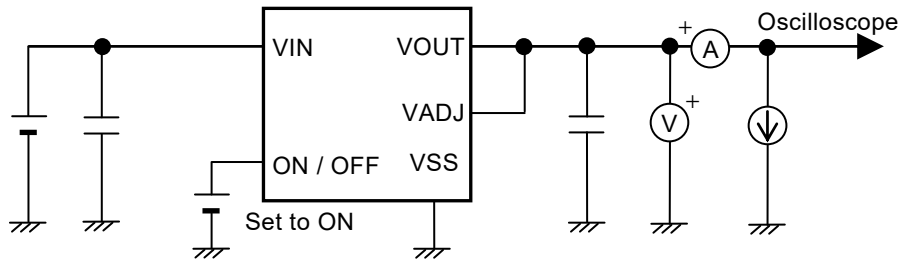 Oscilloscope
VIN
VOUT
+
A
VADJ
V
+
ON / OFF
VSS
Set to ON